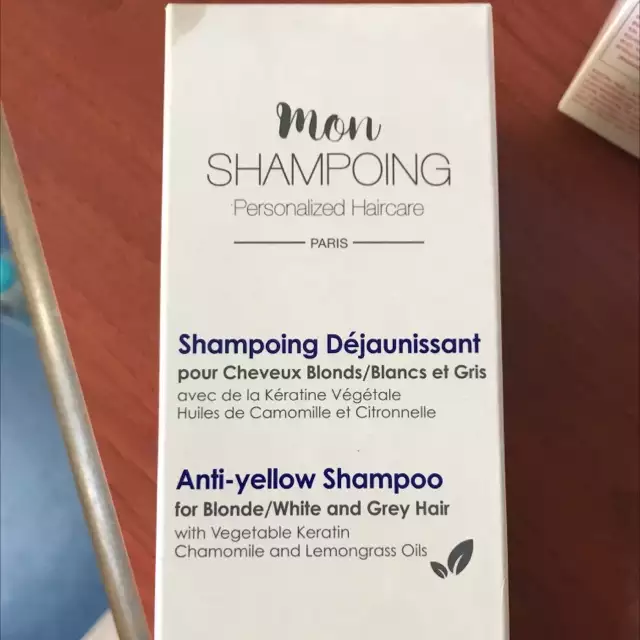 mon
SHAMPOING
Personalized Haircare
PARIS
Shampoing Déjaunissant
pour Cheveux Blonds/Blancs et Gris
avec de la Kératine Végétale
Huiles de Camomille et Citronnelle
Anti-yellow Shampoo
for Blonde/White and Grey Hair
with Vegetable Keratin
Chamomile and Lemongrass Oils